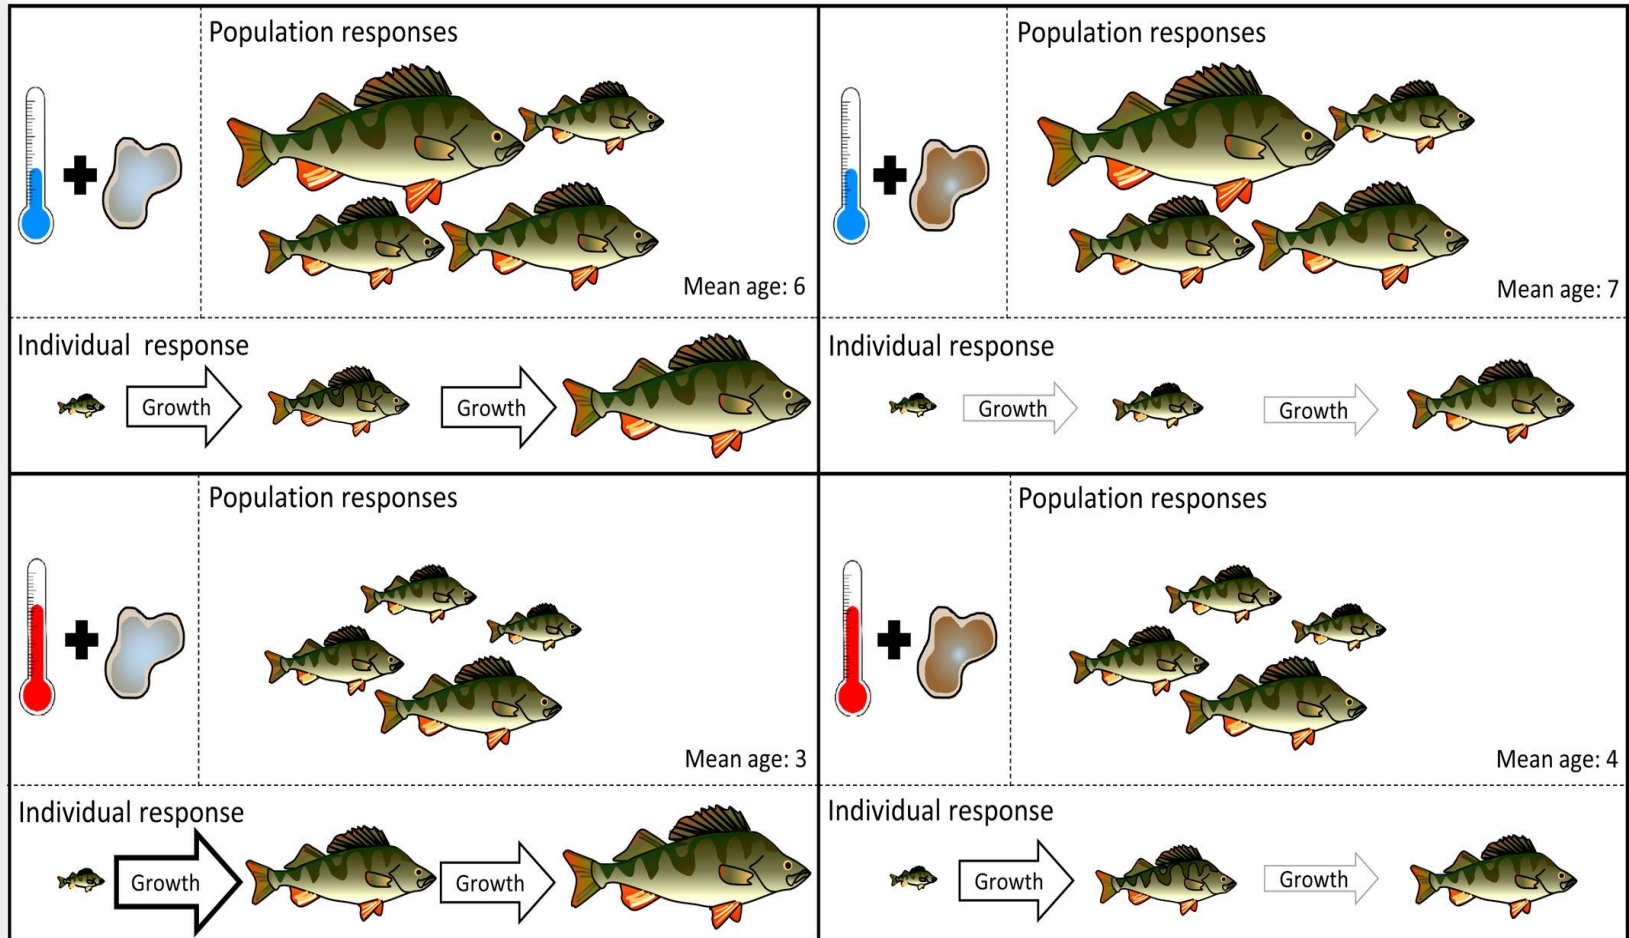 Population responses
Mean age: 6
Individual response
Growth
Growth
Population responses
Mean age: 7
Individual response
Growth
Growth
Population responses
Mean age: 3
Individual response
Growth
Growth
Population responses
Mean age: 4
Individual response
Growth
Growth